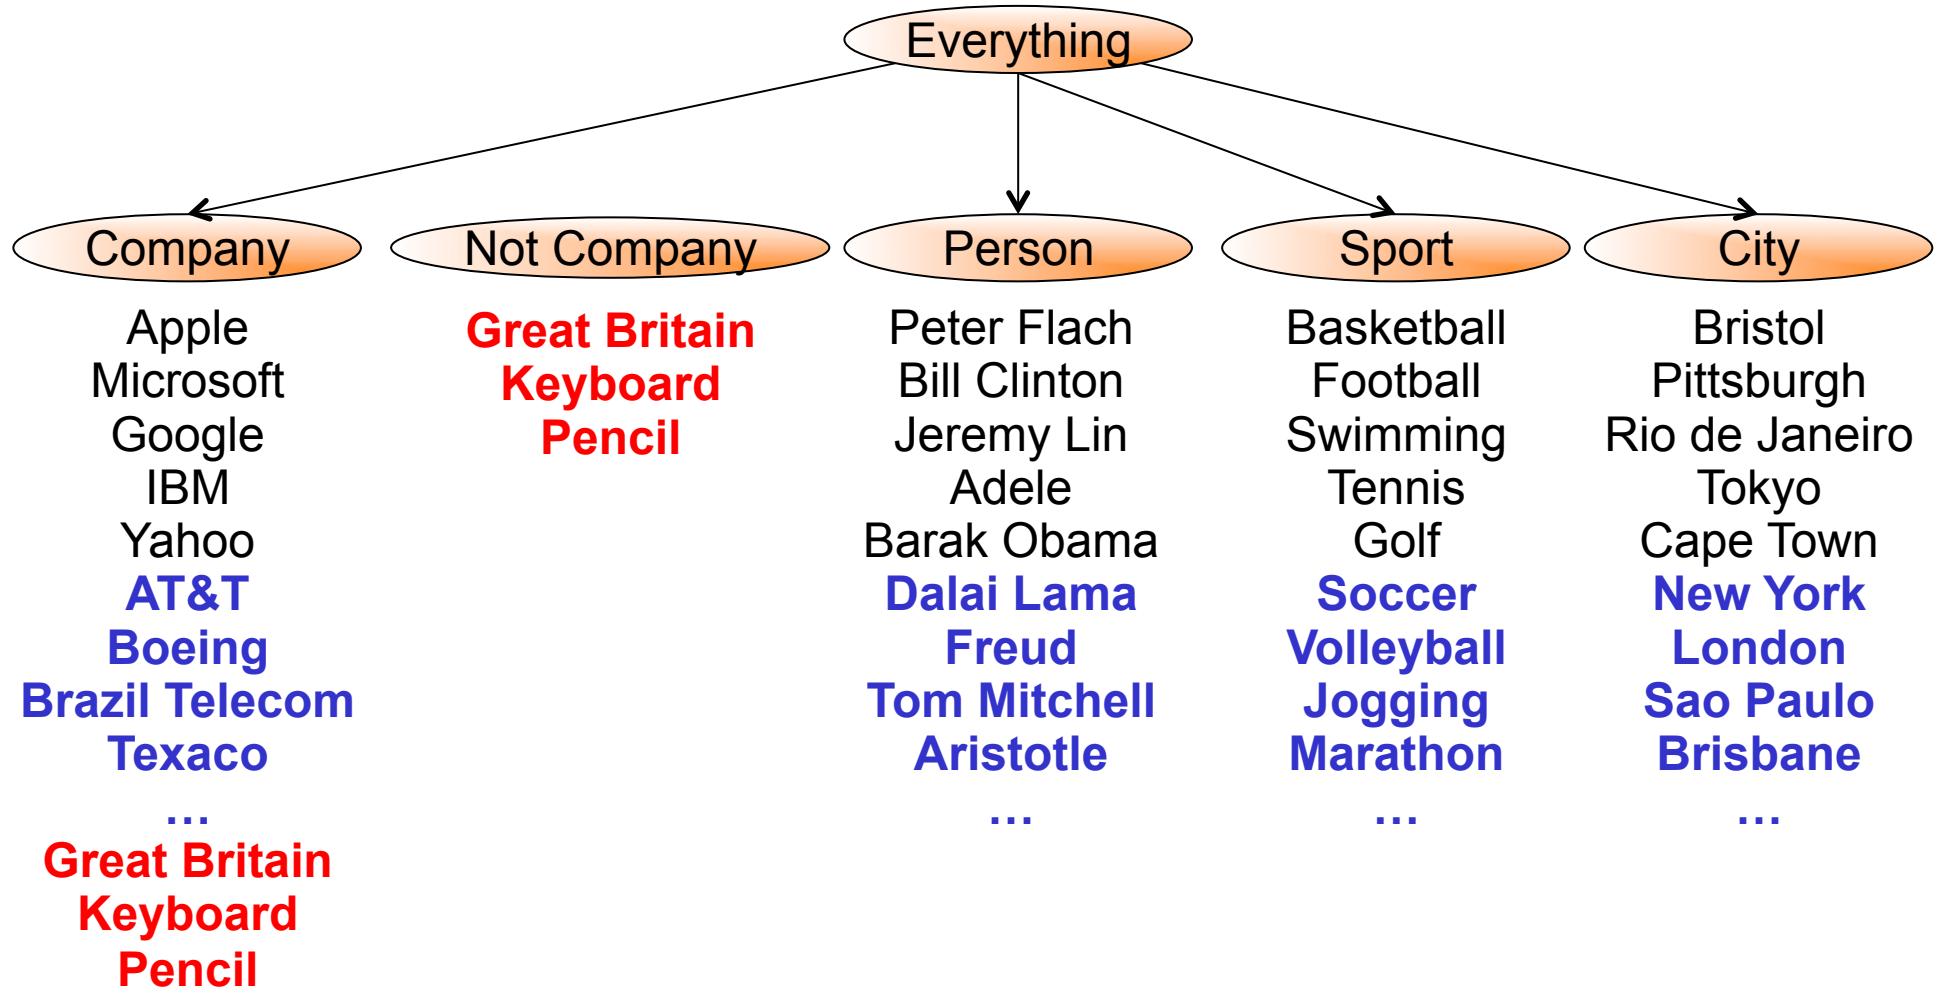 Everything
Company
Not Company
Person
Sport
City
Apple
Microsoft
Google
IBM
Yahoo
AT&T
Boeing
Brazil Telecom
Texaco
…
Great Britain
Keyboard
Pencil
Great Britain
Keyboard
Pencil
Peter Flach
Bill Clinton
Jeremy Lin
Adele
Barak Obama
Dalai Lama
Freud
Tom Mitchell
Aristotle
…
Basketball
Football
Swimming
Tennis
Golf
Soccer
Volleyball
Jogging
Marathon
…
Bristol
Pittsburgh
Rio de Janeiro
Tokyo
Cape Town
New York
London
Sao Paulo
Brisbane
…